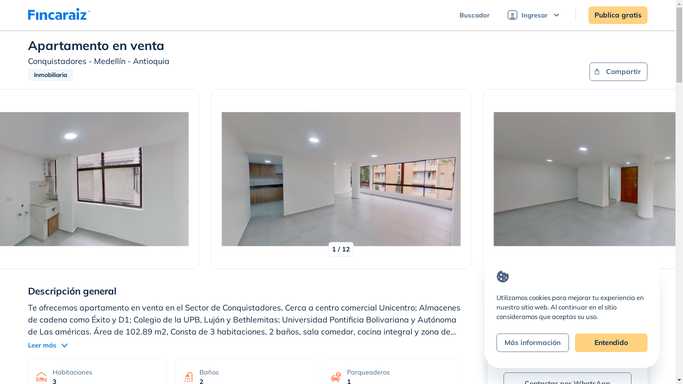 Fincaraiz
Buscador
Ingresar
Publica gratis
Apartamento en venta
Conquistadores - Medellín - Antioquia
Inmobiliaria
Compartir
1 / 12
Descripción general
Te ofrecemos apartamento en venta en el Sector de Conquistadores. Cerca a centro comercial Unicentro; Almacenes
de cadena como Éxito y D1; Colegio de la UPB, Luján y Bethlemitas; Universidad Pontificia Bolivariana y Autónoma
de Las américas. Área de 102.89 m2, Consta de 3 habitaciones, 2 baños, sala comedor, cocina integral y zona de...
Leer más
Habitaciones
3
Baños
2
Parqueaderos
1
Utilizamos cookies para mejorar tu experiencia en
nuestro sitio web. Al continuar en el sitio
consideramos que aceptas su uso.
Más información
Entendido
Contactar por WhatsApp